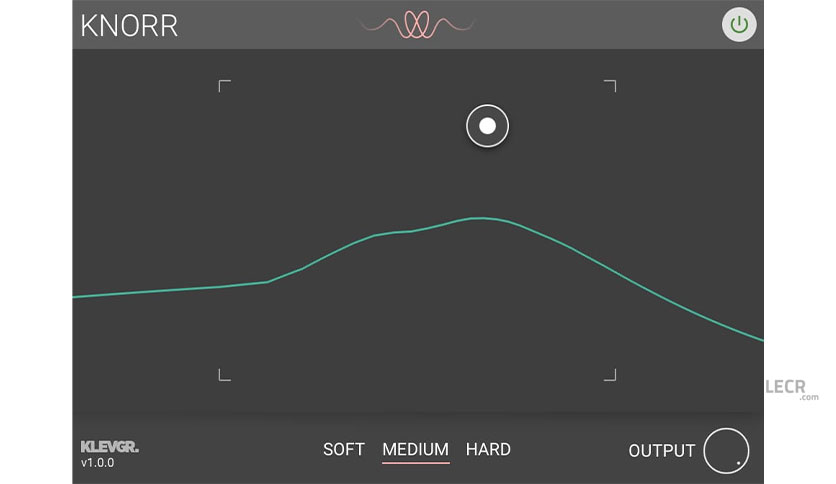 KNORR
LECR
.com
SOFT MEDIUM HARD
OUTPUT
KLEVGR.
v1.0.0